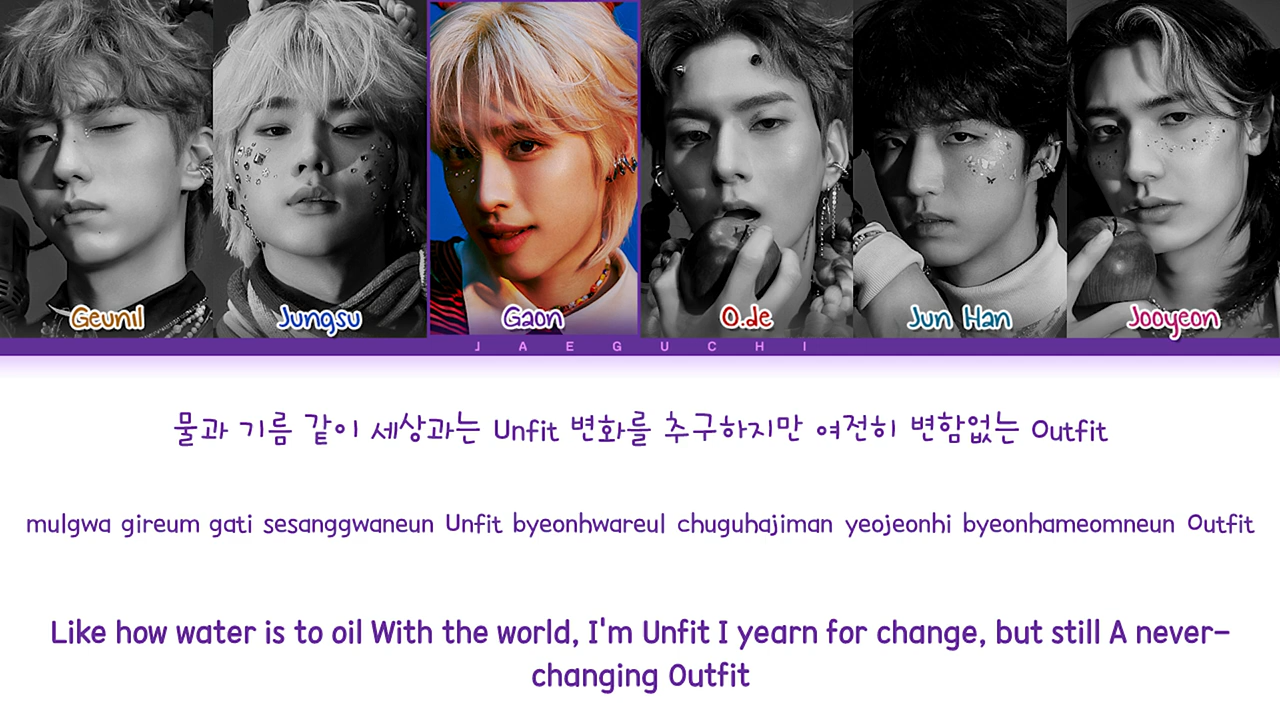 Geunil
Jungsu
Gaon
O.de
Jun Han
Jooyeon
JAEGUCHI
물과 기름 같이 세상과는 Unfit 변화를 추구하지만 여전히 변함없는 Outfit
mulgwa gireum gati sesanggwaneun Unfit byeonhwareul chuguhajiman yeojeonhi byeonhameomneun Outfit
Like how water is to oil With the world, I'm Unfit I yearn for change, but still A never-
changing Outfit